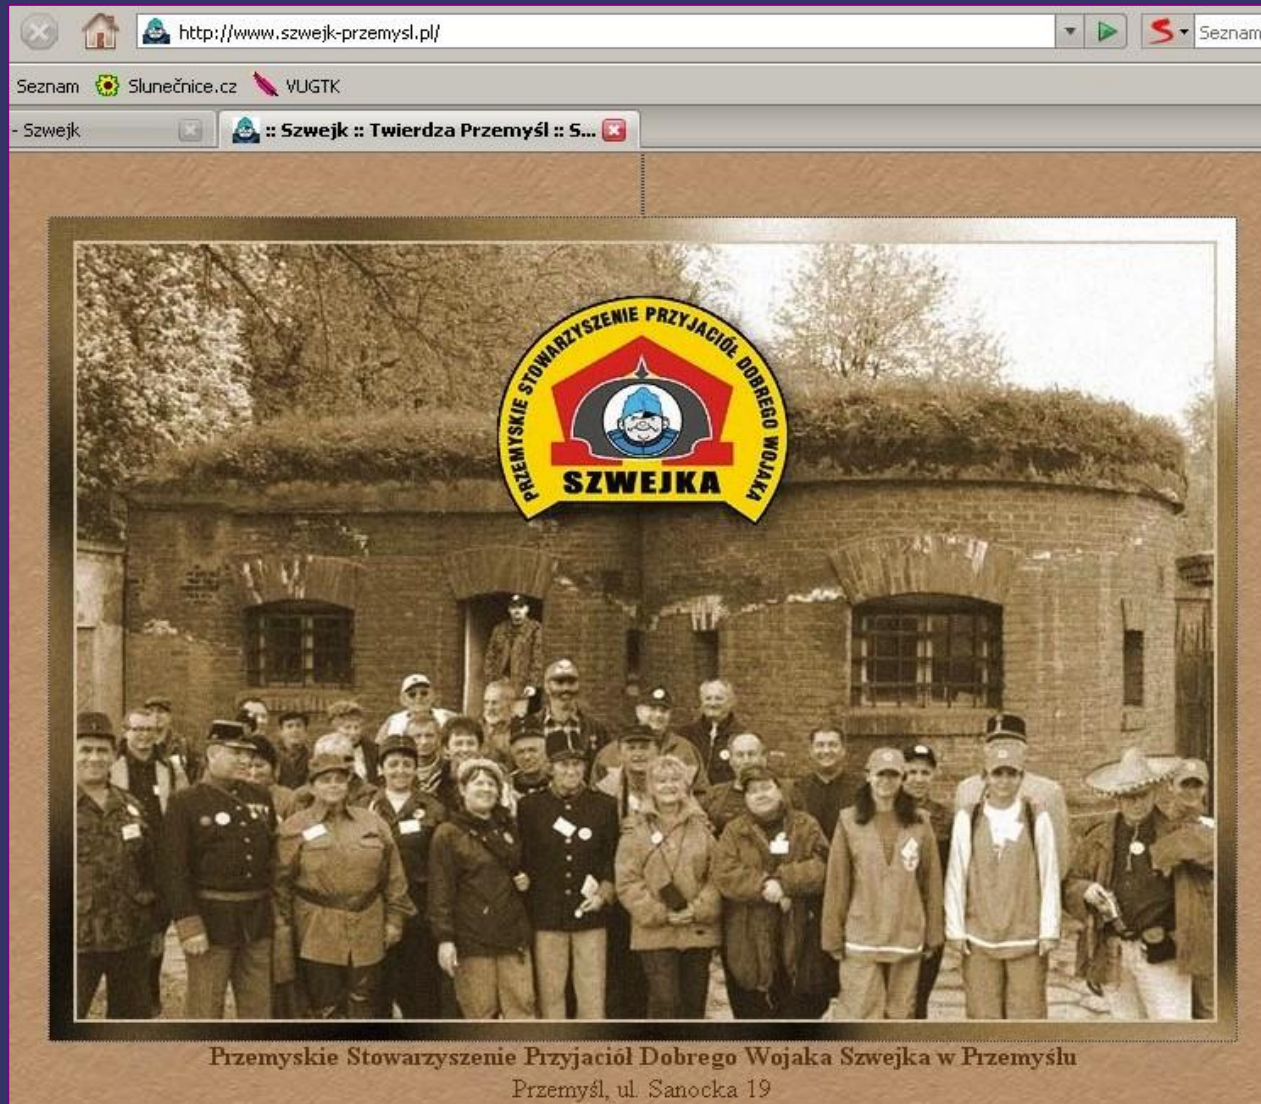 http://www.szwejk-przemysl.pl/
Seznam
Seznam Slunečnice.cz VUGTK
- Szwejk :: Szwejk :: Twierdza Przemyśl :: S...
PRZEMYSKIE STOWARZYSZENIE PRZYJACIÓŁ DOBREGO WOJAKA
SZWEJKA
Przemyskie Stowarzyszenie Przyjaciół Dobrego Wojaka Szwejka w Przemyślu
Przemyśl, ul. Sanocka 19